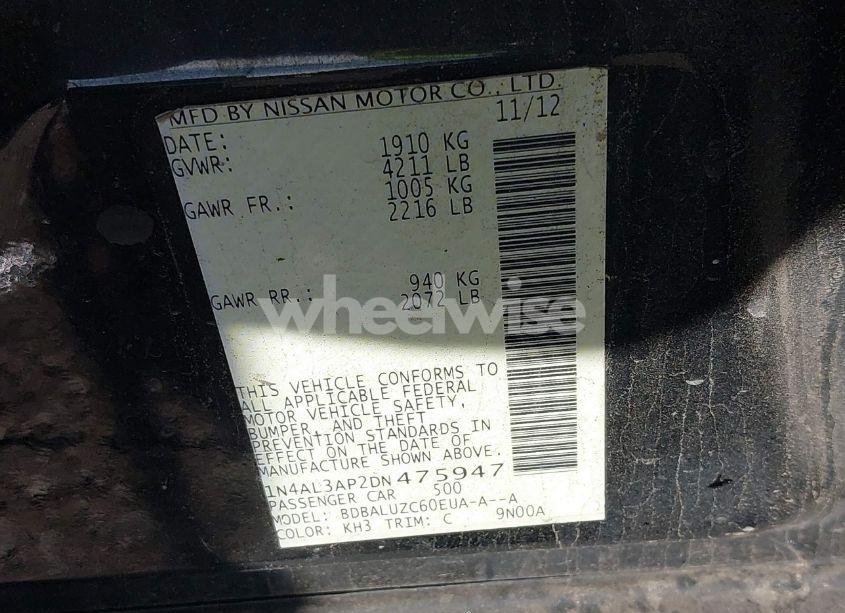 MFD BY NISSAN MOTOR CO., LTD.
DATE: 11/12
GVWR: 1910 KG
4211 LB
GAWR FR.: 1005 KG
2216 LB
GAWR RR.: 940 KG
2072 LB
wheelwise
THIS VEHICLE CONFORMS TO
ALL APPLICABLE FEDERAL
MOTOR VEHICLE SAFETY,
BUMPER, AND THEFT
PREVENTION STANDARDS IN
EFFECT ON THE DATE OF
MANUFACTURE SHOWN ABOVE.
1N4AL3AP2DN475947
PASSENGER CAR 500
MODEL: BDBALUZC60EUA-A--A
COLOR: KH3 TRIM: C 9N00A